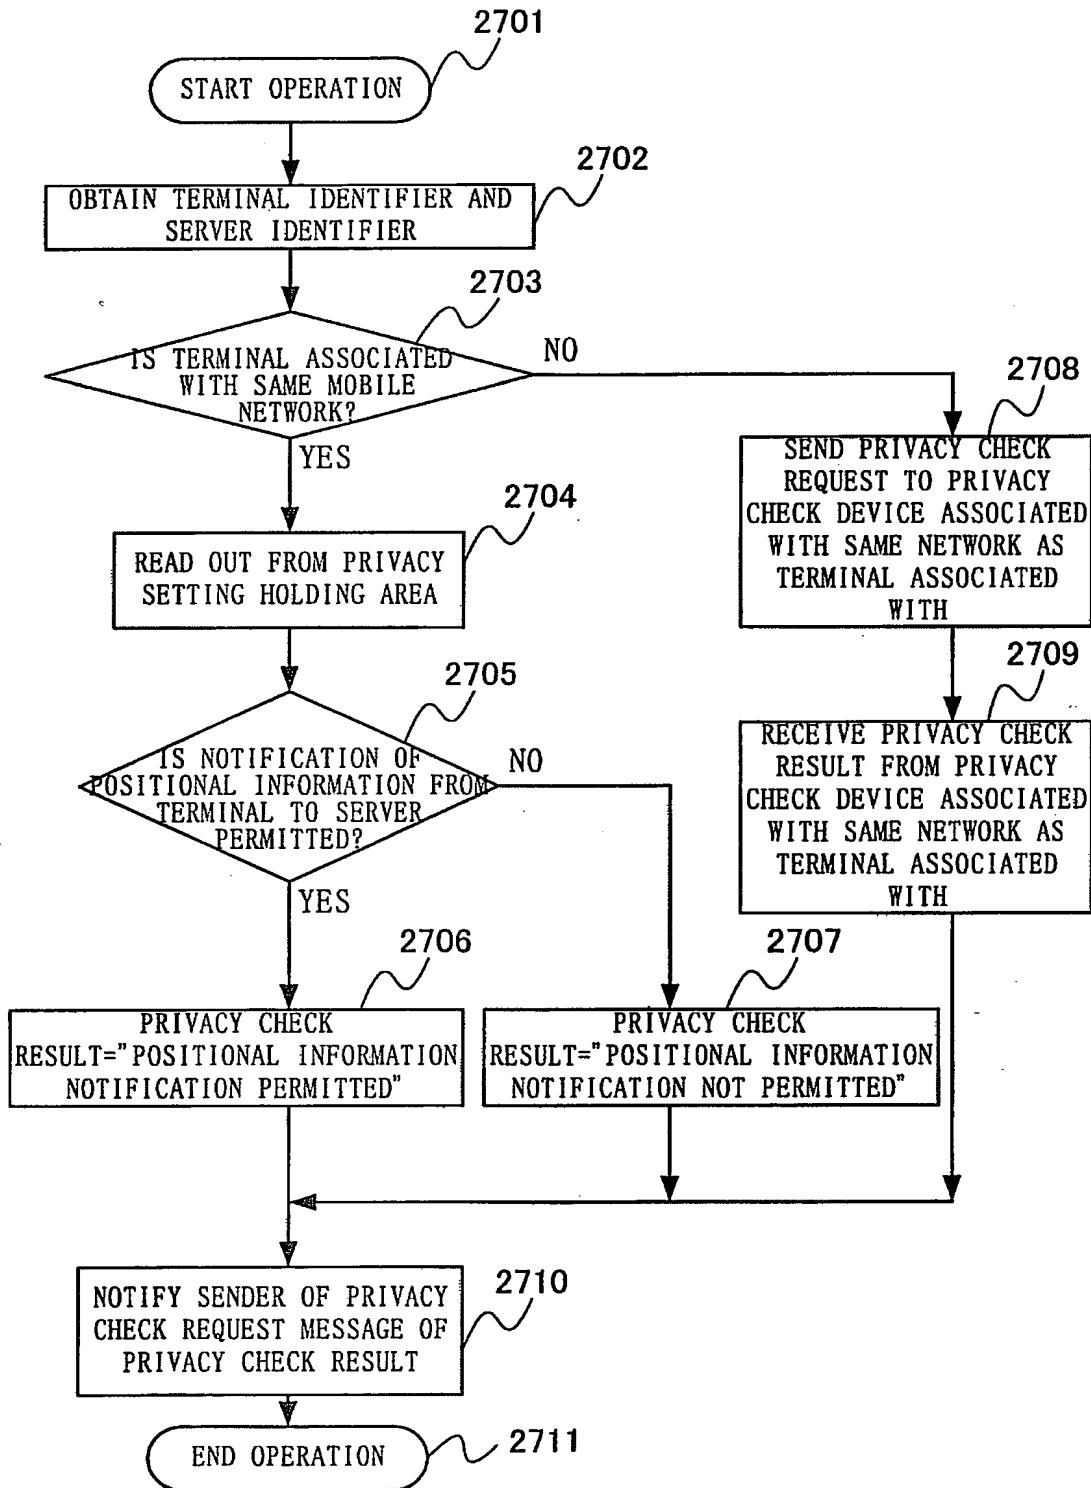 2701
START OPERATION
2702
OBTAIN TERMINAL IDENTIFIER AND
SERVER IDENTIFIER
2703
IS TERMINAL ASSOCIATED
WITH SAME MOBILE
NETWORK?
NO
YES
2708
SEND PRIVACY CHECK
REQUEST TO PRIVACY
CHECK DEVICE ASSOCIATED
WITH SAME NETWORK AS
TERMINAL ASSOCIATED
WITH
2704
READ OUT FROM PRIVACY
SETTING HOLDING AREA
2709
RECEIVE PRIVACY CHECK
RESULT FROM PRIVACY
CHECK DEVICE ASSOCIATED
WITH SAME NETWORK AS
TERMINAL ASSOCIATED
WITH
2705
IS NOTIFICATION OF
POSITIONAL INFORMATION FROM
TERMINAL TO SERVER
PERMITTED?
NO
YES
2706
PRIVACY CHECK
RESULT="POSITIONAL INFORMATION
NOTIFICATION PERMITTED"
2707
PRIVACY CHECK
RESULT="POSITIONAL INFORMATION
NOTIFICATION NOT PERMITTED"
2710
NOTIFY SENDER OF PRIVACY
CHECK REQUEST MESSAGE OF
PRIVACY CHECK RESULT
END OPERATION
2711